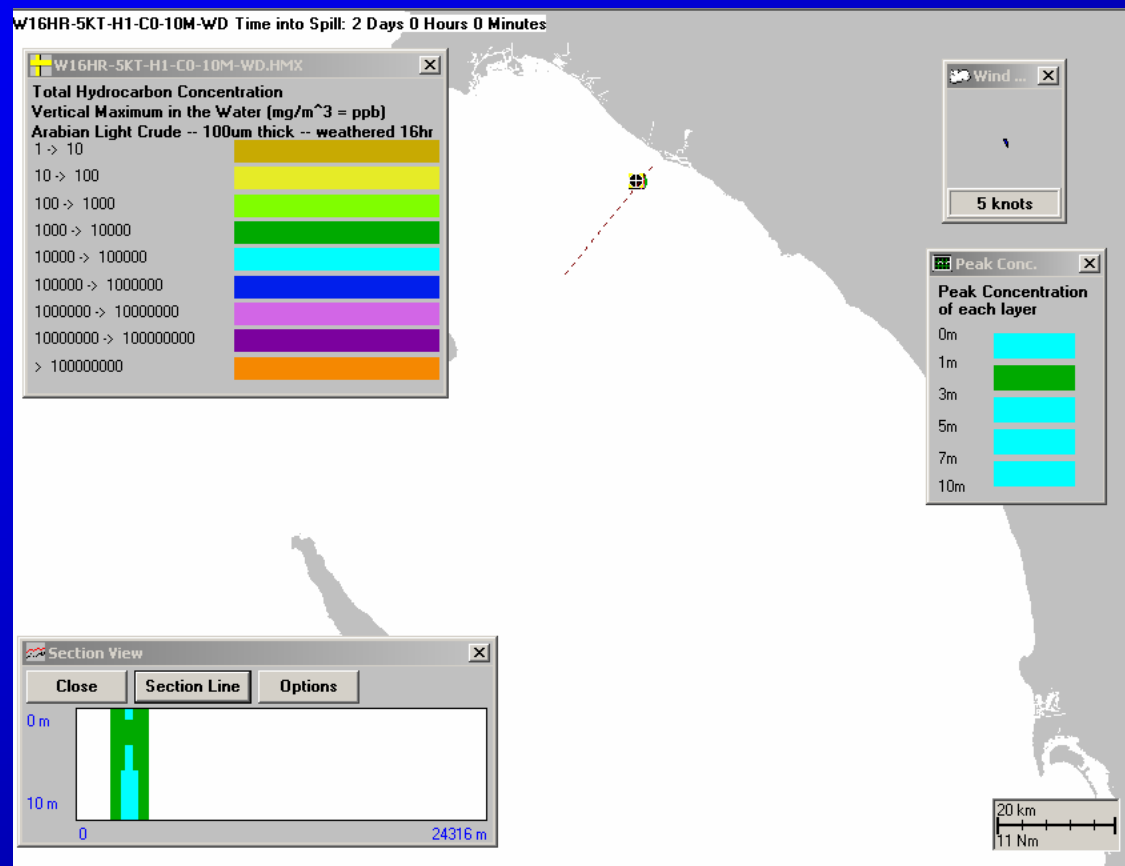 W16HR-5KT-H1-C0-10M-WD Time into Spill: 2 Days 0 Hours 0 Minutes
W16HR-5KT-H1-C0-10M-WD.HMX
Total Hydrocarbon Concentration
Vertical Maximum in the Water (mg/m^3 = ppb)
Arabian Light Crude -- 100um thick -- weathered 16hr
1 -> 10
10 -> 100
100 -> 1000
1000 -> 10000
10000 -> 100000
100000 -> 1000000
1000000 -> 10000000
10000000 -> 100000000
> 100000000
Wind ...
5 knots
Peak Conc.
Peak Concentration
of each layer
0m
1m
3m
5m
7m
10m
Section View
Close Section Line Options
0 m
10 m
0 24316 m
20 km
11 Nm